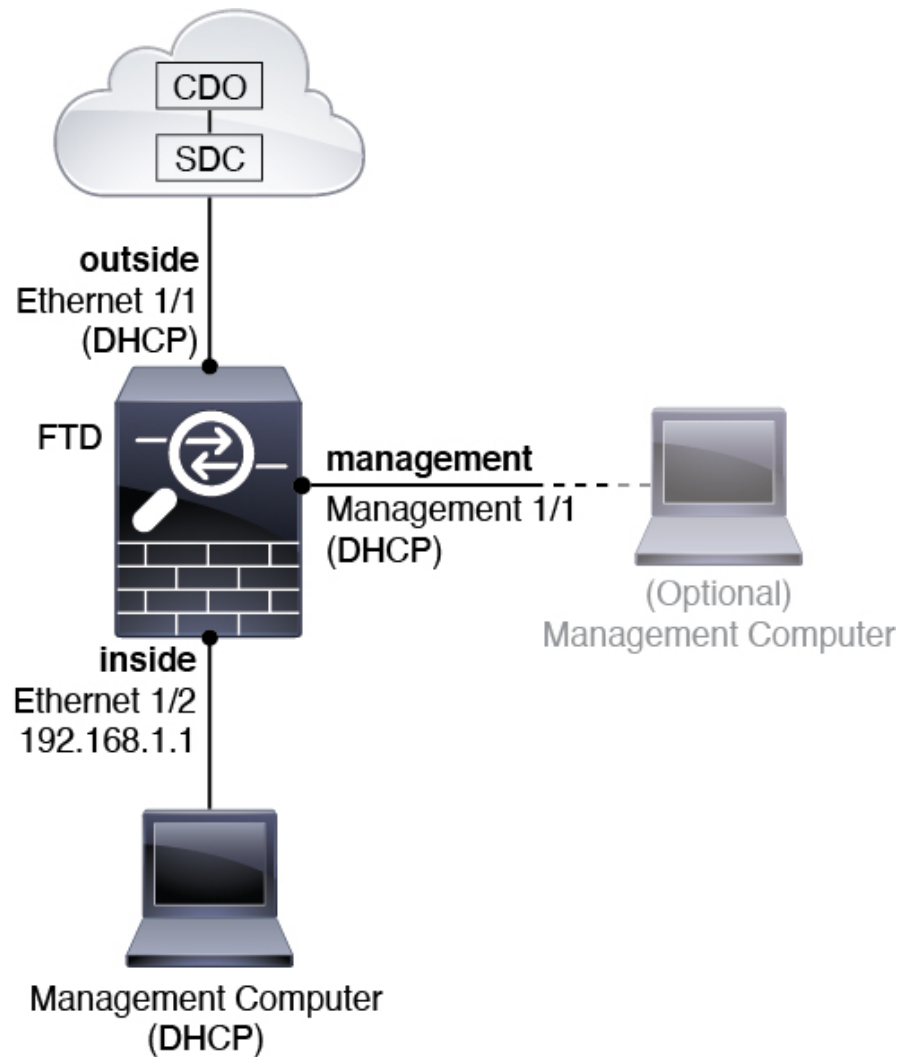 CDO
SDC
outside
Ethernet 1/1
(DHCP)
FTD
management
Management 1/1
(DHCP)
(Optional)
Management Computer
inside
Ethernet 1/2
192.168.1.1
Management Computer
(DHCP)